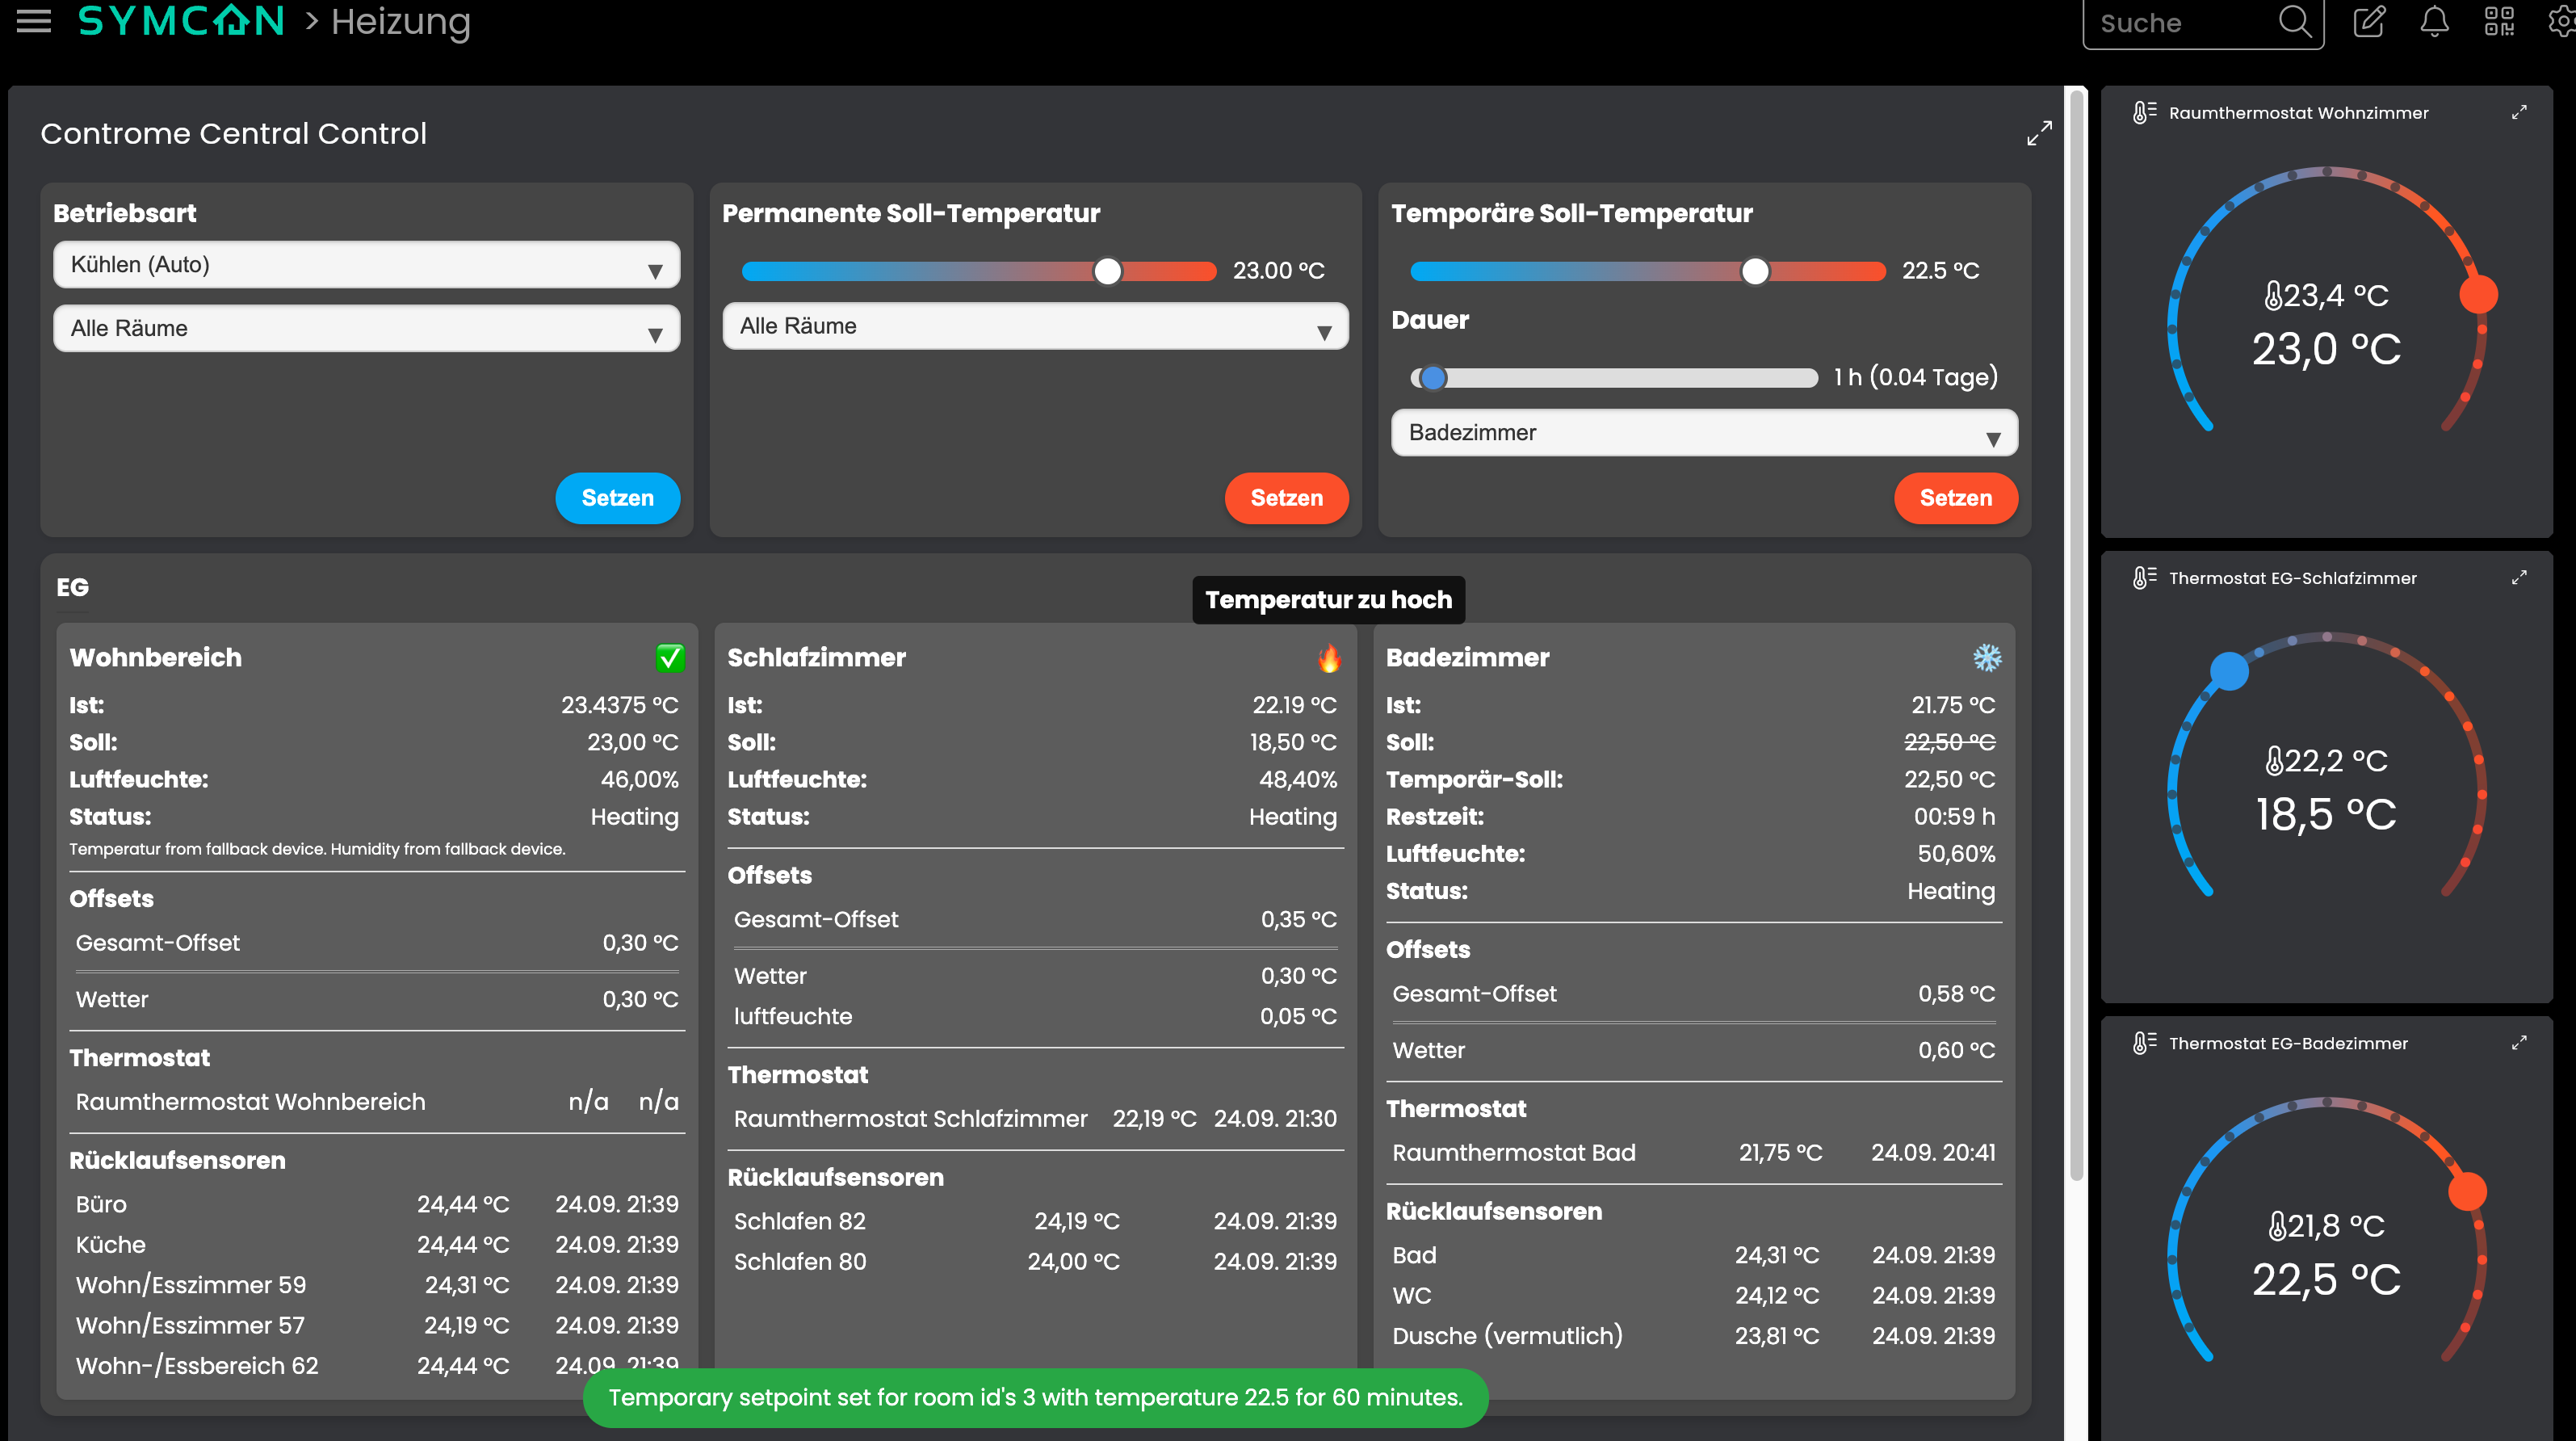 SYMCON > Heizung
Suche
Controme Central Control
Betriebsart
Kühlen (Auto)
Alle Räume
Setzen
Permanente Soll-Temperatur
23.00 °C
Alle Räume
Setzen
Temporäre Soll-Temperatur
22.5 °C
Dauer
1 h (0.04 Tage)
Badezimmer
Setzen
EG
Temperatur zu hoch
Wohnbereich
Ist: 23.4375 °C
Soll: 23,00 °C
Luftfeuchte: 46,00%
Status: Heating
Temperatur from fallback device. Humidity from fallback device.
Offsets
Gesamt-Offset 0,30 °C
Wetter 0,30 °C
Thermostat
Raumthermostat Wohnbereich n/a n/a
Rücklaufsensoren
Büro 24,44 °C 24.09. 21:39
Küche 24,44 °C 24.09. 21:39
Wohn/Esszimmer 59 24,31 °C 24.09. 21:39
Wohn/Esszimmer 57 24,19 °C 24.09. 21:39
Wohn-/Essbereich 62 24,44 °C 24.09. 21:39
Schlafzimmer
Ist: 22.19 °C
Soll: 18,50 °C
Luftfeuchte: 48,40%
Status: Heating
Offsets
Gesamt-Offset 0,35 °C
Wetter 0,30 °C
luftfeuchte 0,05 °C
Thermostat
Raumthermostat Schlafzimmer 22,19 °C 24.09. 21:30
Rücklaufsensoren
Schlafen 82 24,19 °C 24.09. 21:39
Schlafen 80 24,00 °C 24.09. 21:39
Badezimmer
Ist: 21.75 °C
Soll: 22,50 °C
Temporär-Soll: 22,50 °C
Restzeit: 00:59 h
Luftfeuchte: 50,60%
Status: Heating
Offsets
Gesamt-Offset 0,58 °C
Wetter 0,60 °C
Thermostat
Raumthermostat Bad 21,75 °C 24.09. 20:41
Rücklaufsensoren
Bad 24,31 °C 24.09. 21:39
WC 24,12 °C 24.09. 21:39
Dusche (vermutlich) 23,81 °C 24.09. 21:39
Temporary setpoint set for room id's 3 with temperature 22.5 for 60 minutes.
Raumthermostat Wohnzimmer
23,4 °C
23,0 °C
Thermostat EG-Schlafzimmer
22,2 °C
18,5 °C
Thermostat EG-Badezimmer
21,8 °C
22,5 °C